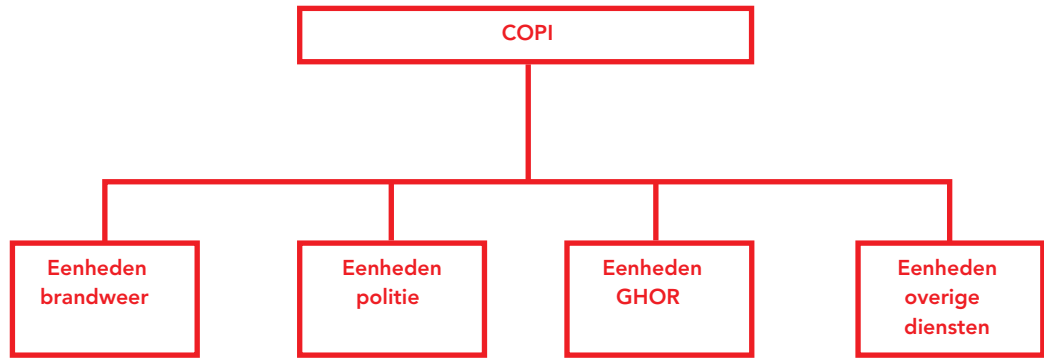 COPI
Eenheden
brandweer
Eenheden
politie
Eenheden
GHOR
Eenheden
overige
diensten